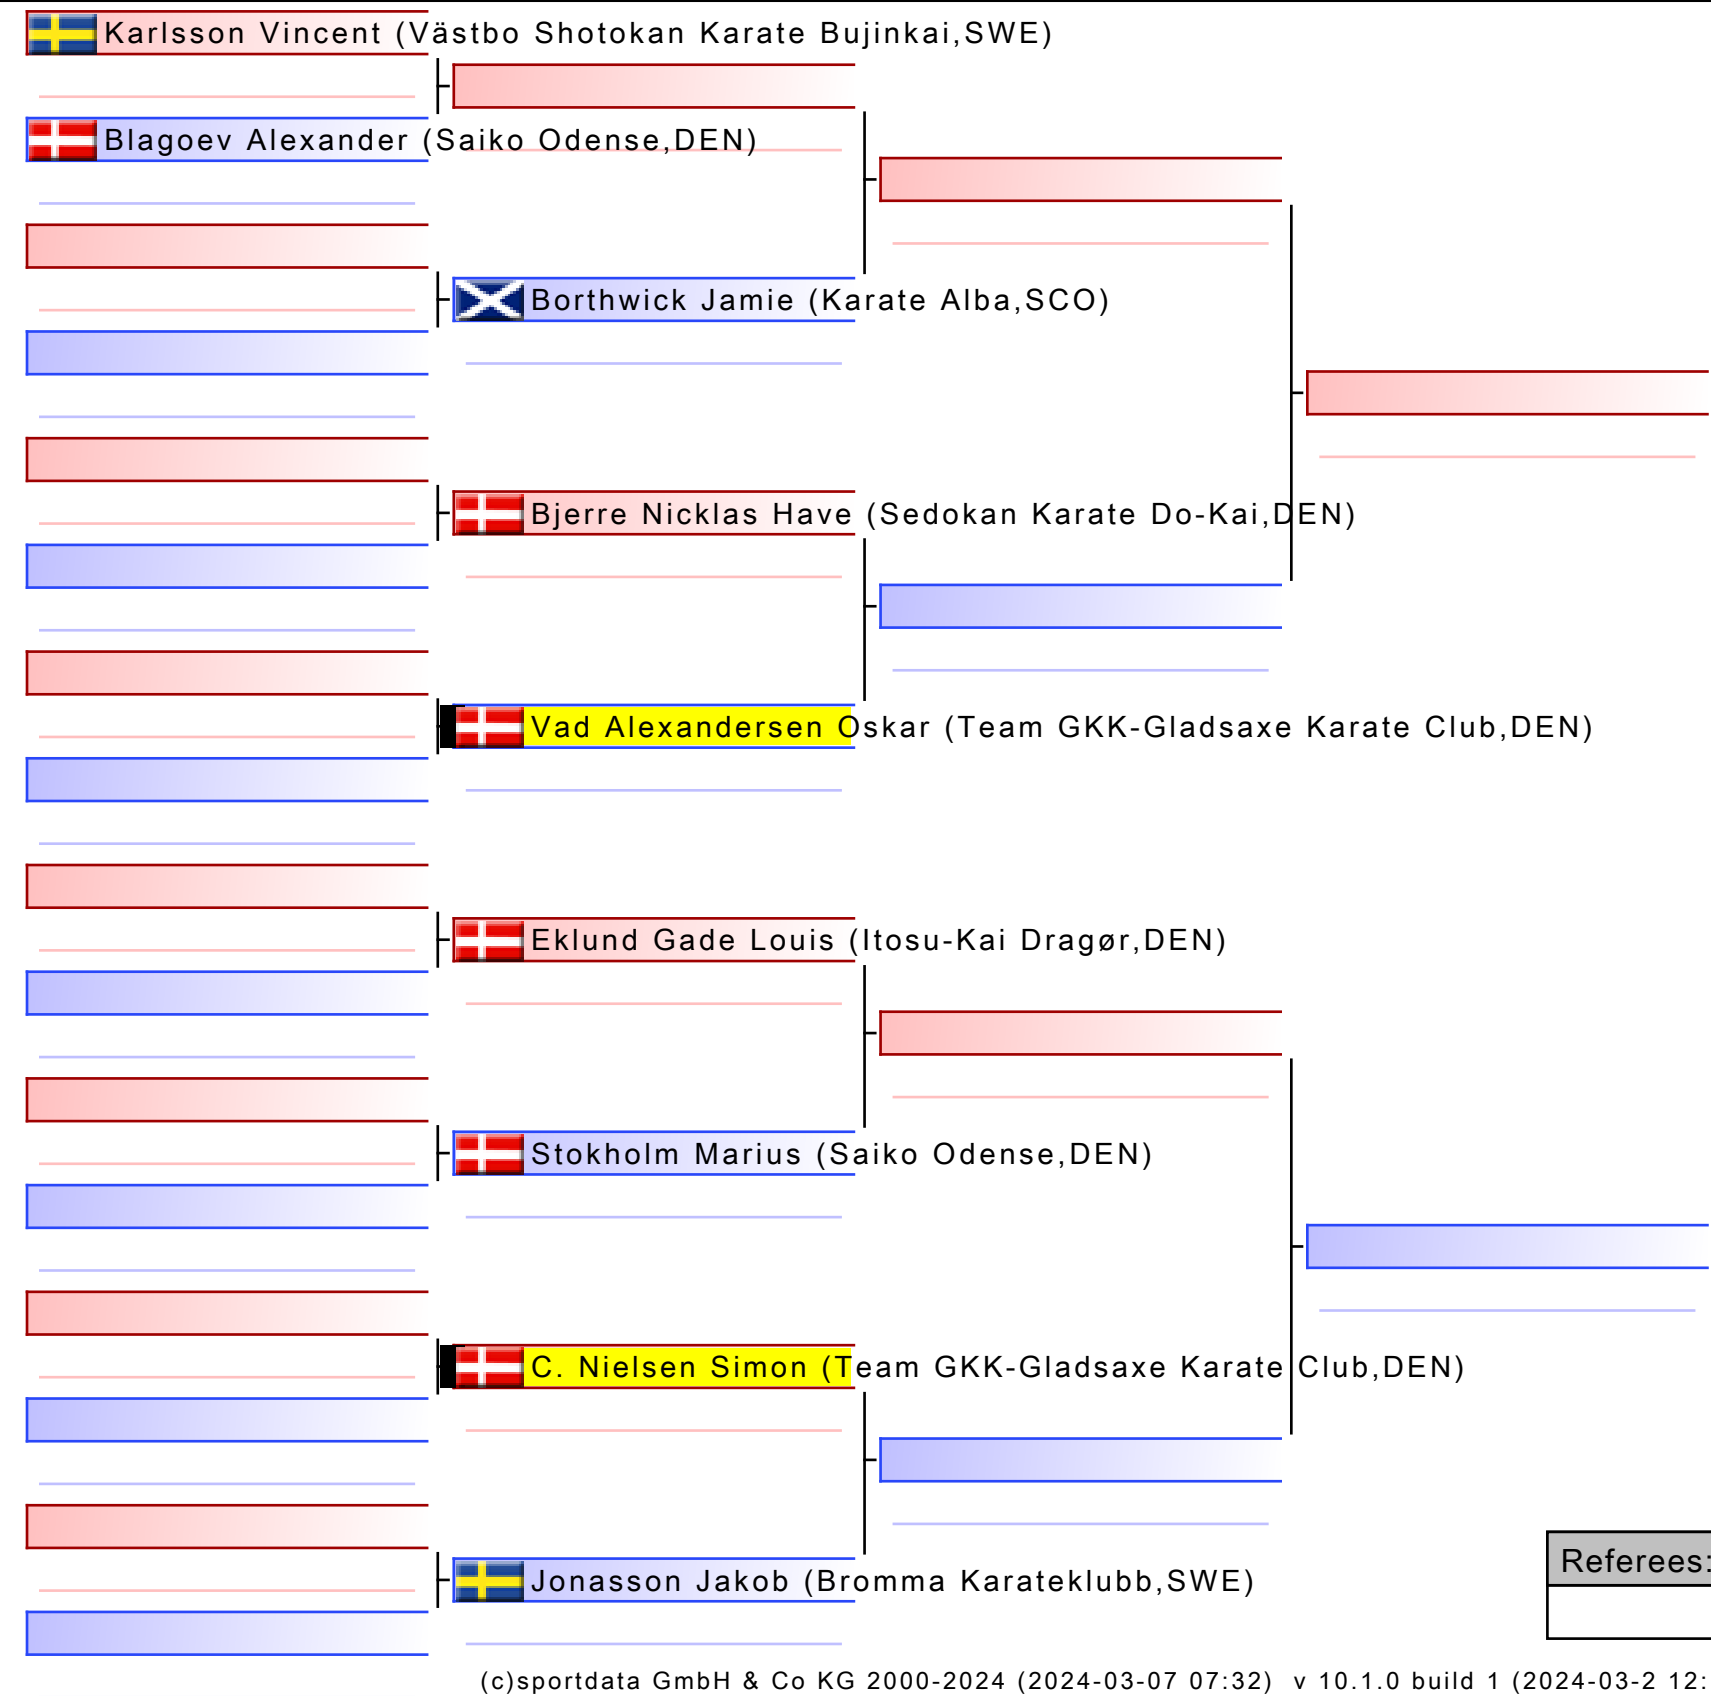 Karlsson Vincent (Västbo Shotokan Karate Bujinkai,SWE)
Blagoev Alexander (Saiko Odense,DEN)
Borthwick Jamie (Karate Alba,SCO)
Bjerre Nicklas Have (Sedokan Karate Do-Kai,DEN)
Vad Alexandersen Oskar (Team GKK-Gladsaxe Karate Club,DEN)
Eklund Gade Louis (Itosu-Kai Dragør,DEN)
Stokholm Marius (Saiko Odense,DEN)
C. Nielsen Simon (Team GKK-Gladsaxe Karate Club,DEN)
Referees:
Jonasson Jakob (Bromma Karateklubb,SWE)
(c)sportdata GmbH & Co KG 2000-2024 (2024-03-07 07:32) v 10.1.0 build 1 (2024-03-2 12: